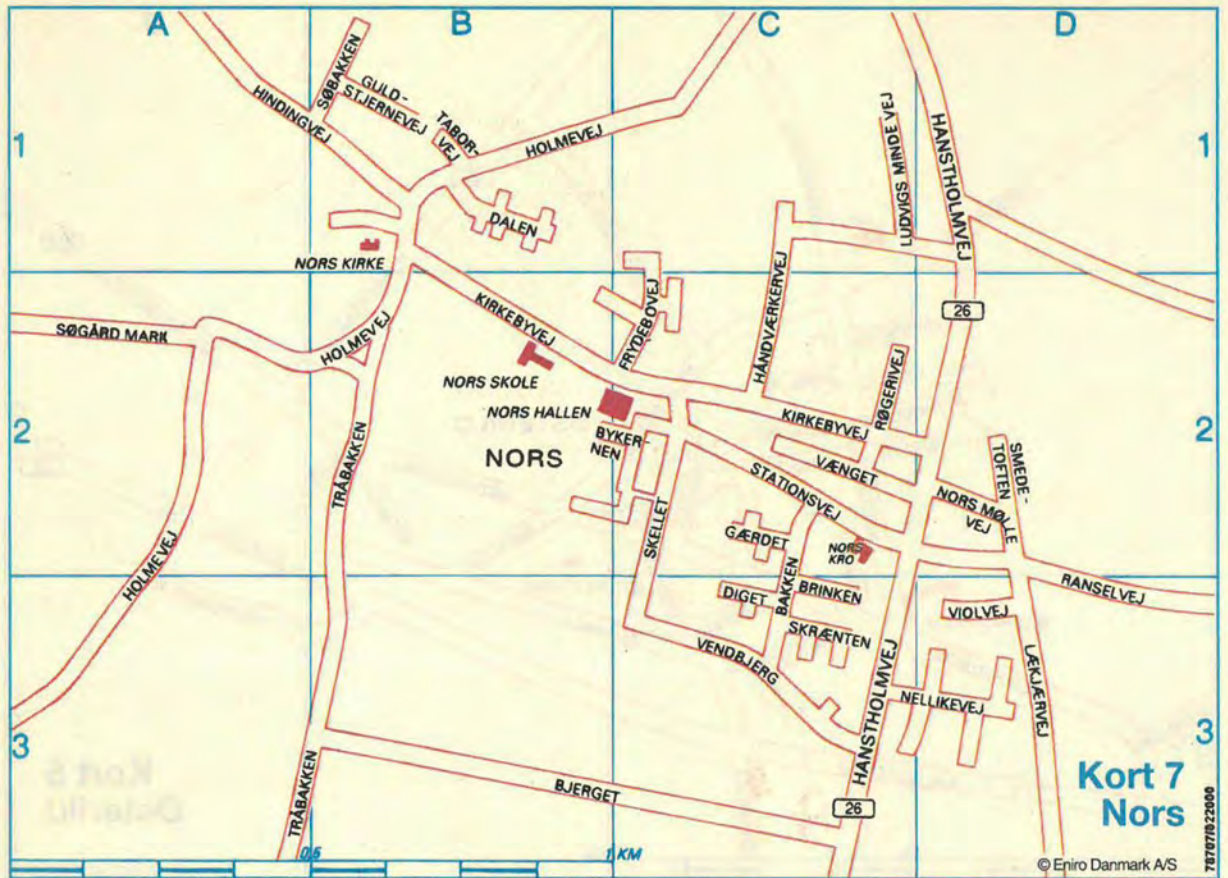 A
B
C
D
1
1
2
2
3
3
SØBAKKEN
GULD-
STJERNEVEJ
TABOR-
VEJ
HINDINGVEJ
HOLMEVEJ
DALEN
NORS KIRKE
LUDVIGS MINDE VEJ
HANSTHOLMVEJ
26
SØGÅRD MARK
HOLMEVEJ
KIRKEBYVEJ
FRYDEBOVEJ
HÅNDVÆRKERVEJ
RØGERIVEJ
NORS SKOLE
NORS HALLEN
KIRKEBYVEJ
BYKER-
NEN
NORS
VÆNGET
STATIONSVEJ
SMEDE-
TOFTEN
NORS MØLLE
VEJ
TRÅBAKKEN
SKELLET
GÆRDET
NORS
KRO
HOLMEVEJ
BAKKEN
BRINKEN
DIGET
SKRÆNTEN
RANSELVEJ
VIOLVEJ
VENDBJERG
LÆKJÆRVEJ
NELLIKEVEJ
HANSTHOLMVEJ
TRÅBAKKEN
BJERGET
26
Kort 7
Nors
0,5
1 KM
© Eniro Danmark A/S